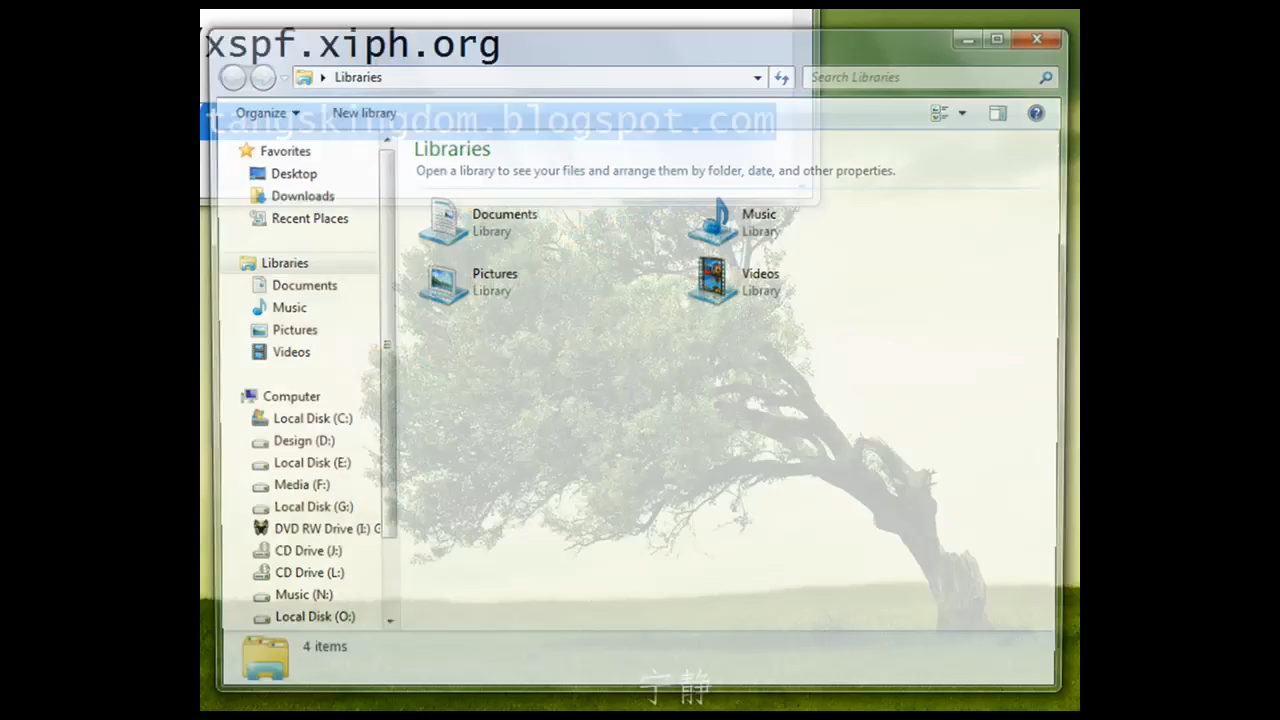 xspf.xiph.org
Libraries
Search Libraries
tangskingdom.blogspot.com
Organize
New library
Favorites
Desktop
Downloads
Recent Places
Libraries
Documents
Music
Pictures
Videos
Computer
Local Disk (C:)
Design (D:)
Local Disk (E:)
Media (F:)
Local Disk (G:)
DVD RW Drive (I:) G
CD Drive (J:)
CD Drive (L:)
Music (N:)
Local Disk (O:)
Libraries
Open a library to see your files and arrange them by folder, date, and other properties.
Documents
Library
Music
Library
Pictures
Library
Videos
Library
4 items
宁静